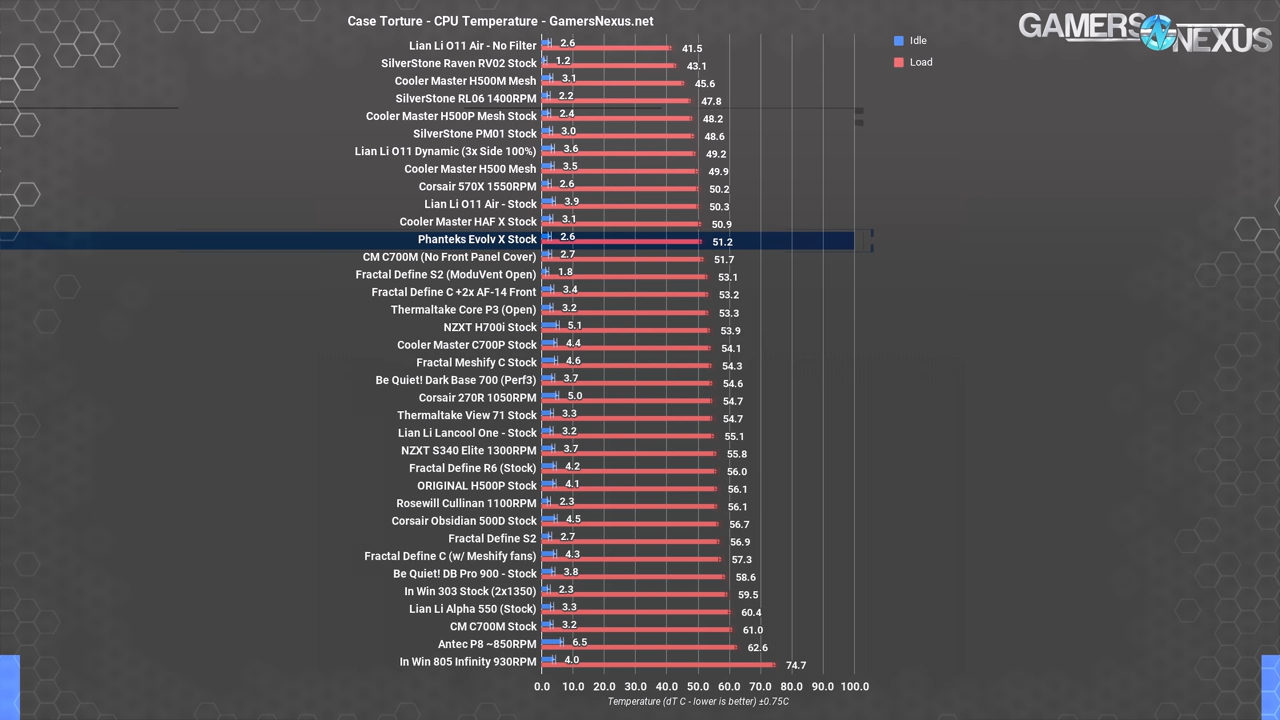 Case Torture - CPU Temperature - GamersNexus.net
GAMERS NEXUS
Idle
Load
Lian Li O11 Air - No Filter 2.6 41.5
SilverStone Raven RV02 Stock 1.2 43.1
Cooler Master H500M Mesh 3.1 45.6
SilverStone RL06 1400RPM 2.2 47.8
Cooler Master H500P Mesh Stock 2.4 48.2
SilverStone PM01 Stock 3.0 48.6
Lian Li O11 Dynamic (3x Side 100%) 3.6 49.2
Cooler Master H500 Mesh 3.5 49.9
Corsair 570X 1550RPM 2.6 50.2
Lian Li O11 Air - Stock 3.9 50.3
Cooler Master HAF X Stock 3.1 50.9
Phanteks Evolv X Stock 2.6 51.2
CM C700M (No Front Panel Cover) 2.7 51.7
Fractal Define S2 (ModuVent Open) 1.8 53.1
Fractal Define C +2x AF-14 Front 3.4 53.2
Thermaltake Core P3 (Open) 3.2 53.3
NZXT H700i Stock 5.1 53.9
Cooler Master C700P Stock 4.4 54.1
Fractal Meshify C Stock 4.6 54.3
Be Quiet! Dark Base 700 (Perf3) 3.7 54.6
Corsair 270R 1050RPM 5.0 54.7
Thermaltake View 71 Stock 3.3 54.7
Lian Li Lancool One - Stock 3.2 55.1
NZXT S340 Elite 1300RPM 3.7 55.8
Fractal Define R6 (Stock) 4.2 56.0
ORIGINAL H500P Stock 4.1 56.1
Rosewill Cullinan 1100RPM 2.3 56.1
Corsair Obsidian 500D Stock 4.5 56.7
Fractal Define S2 2.7 56.9
Fractal Define C (w/ Meshify fans) 4.3 57.3
Be Quiet! DB Pro 900 - Stock 3.8 58.6
In Win 303 Stock (2x1350) 2.3 59.5
Lian Li Alpha 550 (Stock) 3.3 60.4
CM C700M Stock 3.2 61.0
Antec P8 ~850RPM 6.5 62.6
In Win 805 Infinity 930RPM 4.0 74.7
0.0 10.0 20.0 30.0 40.0 50.0 60.0 70.0 80.0 90.0 100.0
Temperature (dT C - lower is better) ±0.75C